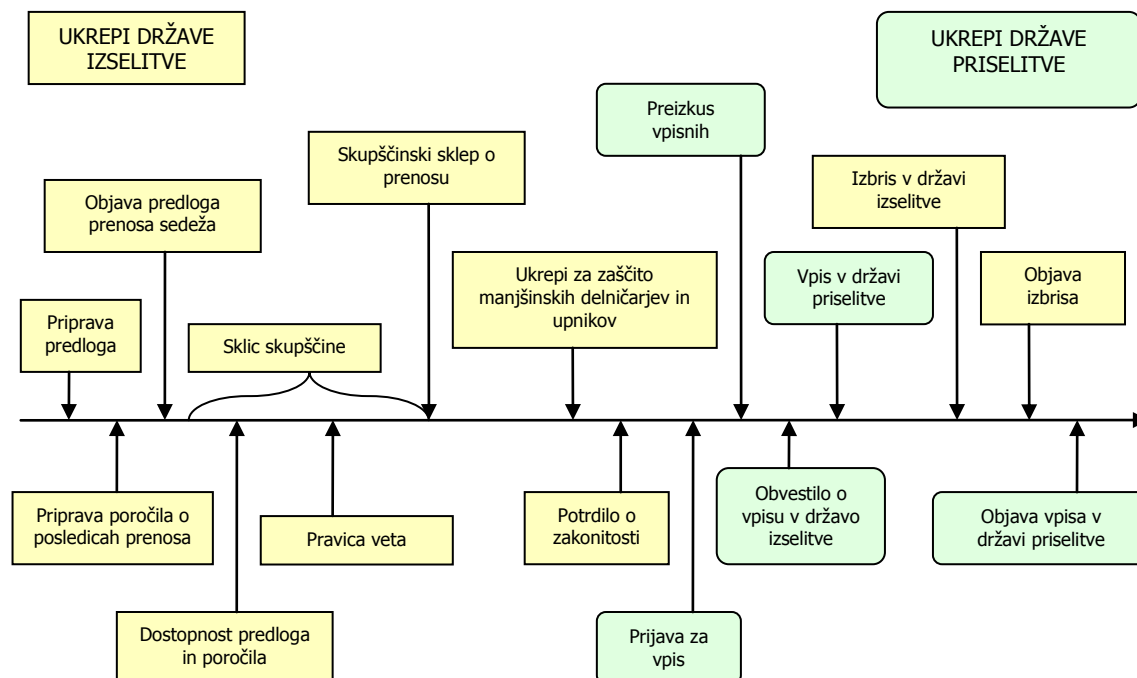 UKREPI DRŽAVE
IZSELITVE
UKREPI DRŽAVE
PRISELITVE
Preizkus
vpisnih
Skupščinski sklep o
prenosu
Izbris v državi
izselitve
Objava predloga
prenosa sedeža
Ukrepi za zaščito
manjšinskih delničarjev in
upnikov
Vpis v državi
priselitve
Objava
izbrisa
Priprava
predloga
Sklic skupščine
Priprava poročila o
posledicah prenosa
Pravica veta
Potrdilo o
zakonitosti
Obvestilo o
vpisu v državo
izselitve
Objava vpisa v
državi priselitve
Dostopnost predloga
in poročila
Prijava za
vpis